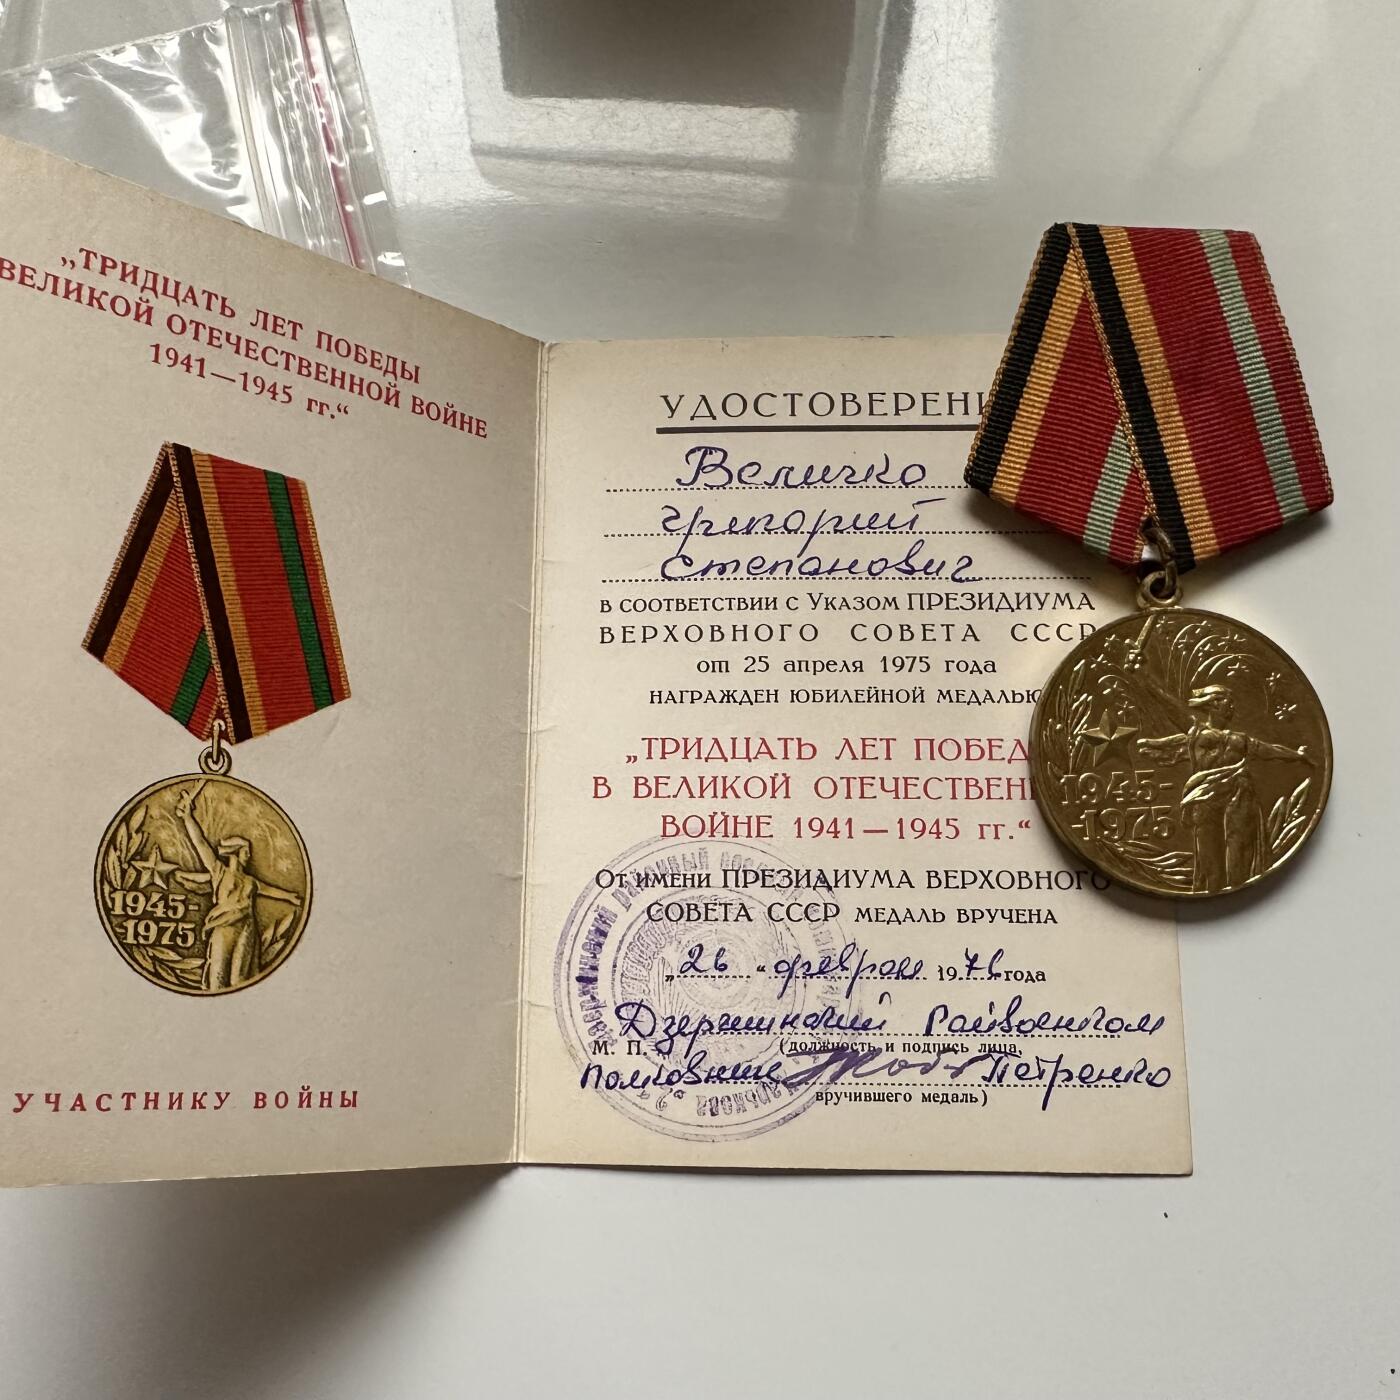 „ТРИДЦАТЬ ЛЕТ ПОБЕДЫ
ВЕЛИКОЙ ОТЕЧЕСТВЕННОЙ ВОЙНЕ
1941—1945 гг.“
1945-
-1975
УЧАСТНИКУ ВОЙНЫ
УДОСТОВЕРЕНИ
Величко
Григорий
Степанович
в соответствии с Указом ПРЕЗИДИУМА
ВЕРХОВНОГО СОВЕТА СССР
от 25 апреля 1975 года
НАГРАЖДЕН ЮБИЛЕЙНОЙ МЕДАЛЬЮ
„ТРИДЦАТЬ ЛЕТ ПОБЕД
В ВЕЛИКОЙ ОТЕЧЕСТВЕН
ВОЙНЕ 1941—1945 гг.“
От имени ПРЕЗИДИУМА ВЕРХОВНОГО
СОВЕТА СССР МЕДАЛЬ ВРУЧЕНА
„26“ февраля 1976 года
Дзержинский Райвоенком
М. П. (должность и подпись лица,
полковник Петренко
вручившего медаль)
Дзержинский районный
1945-
-1975